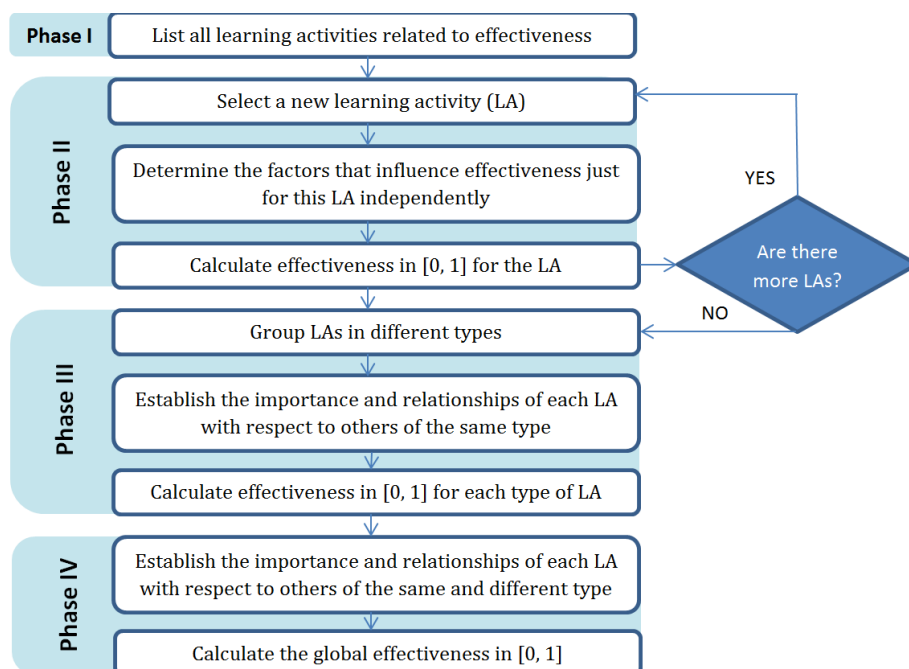 Phase I
List all learning activities related to effectiveness
Phase II
Select a new learning activity (LA)
Determine the factors that influence effectiveness just
for this LA independently
Calculate effectiveness in [0, 1] for the LA
YES
Are there
more LAs?
NO
Phase III
Group LAs in different types
Establish the importance and relationships of each LA
with respect to others of the same type
Calculate effectiveness in [0, 1] for each type of LA
Phase IV
Establish the importance and relationships of each LA
with respect to others of the same and different type
Calculate the global effectiveness in [0, 1]